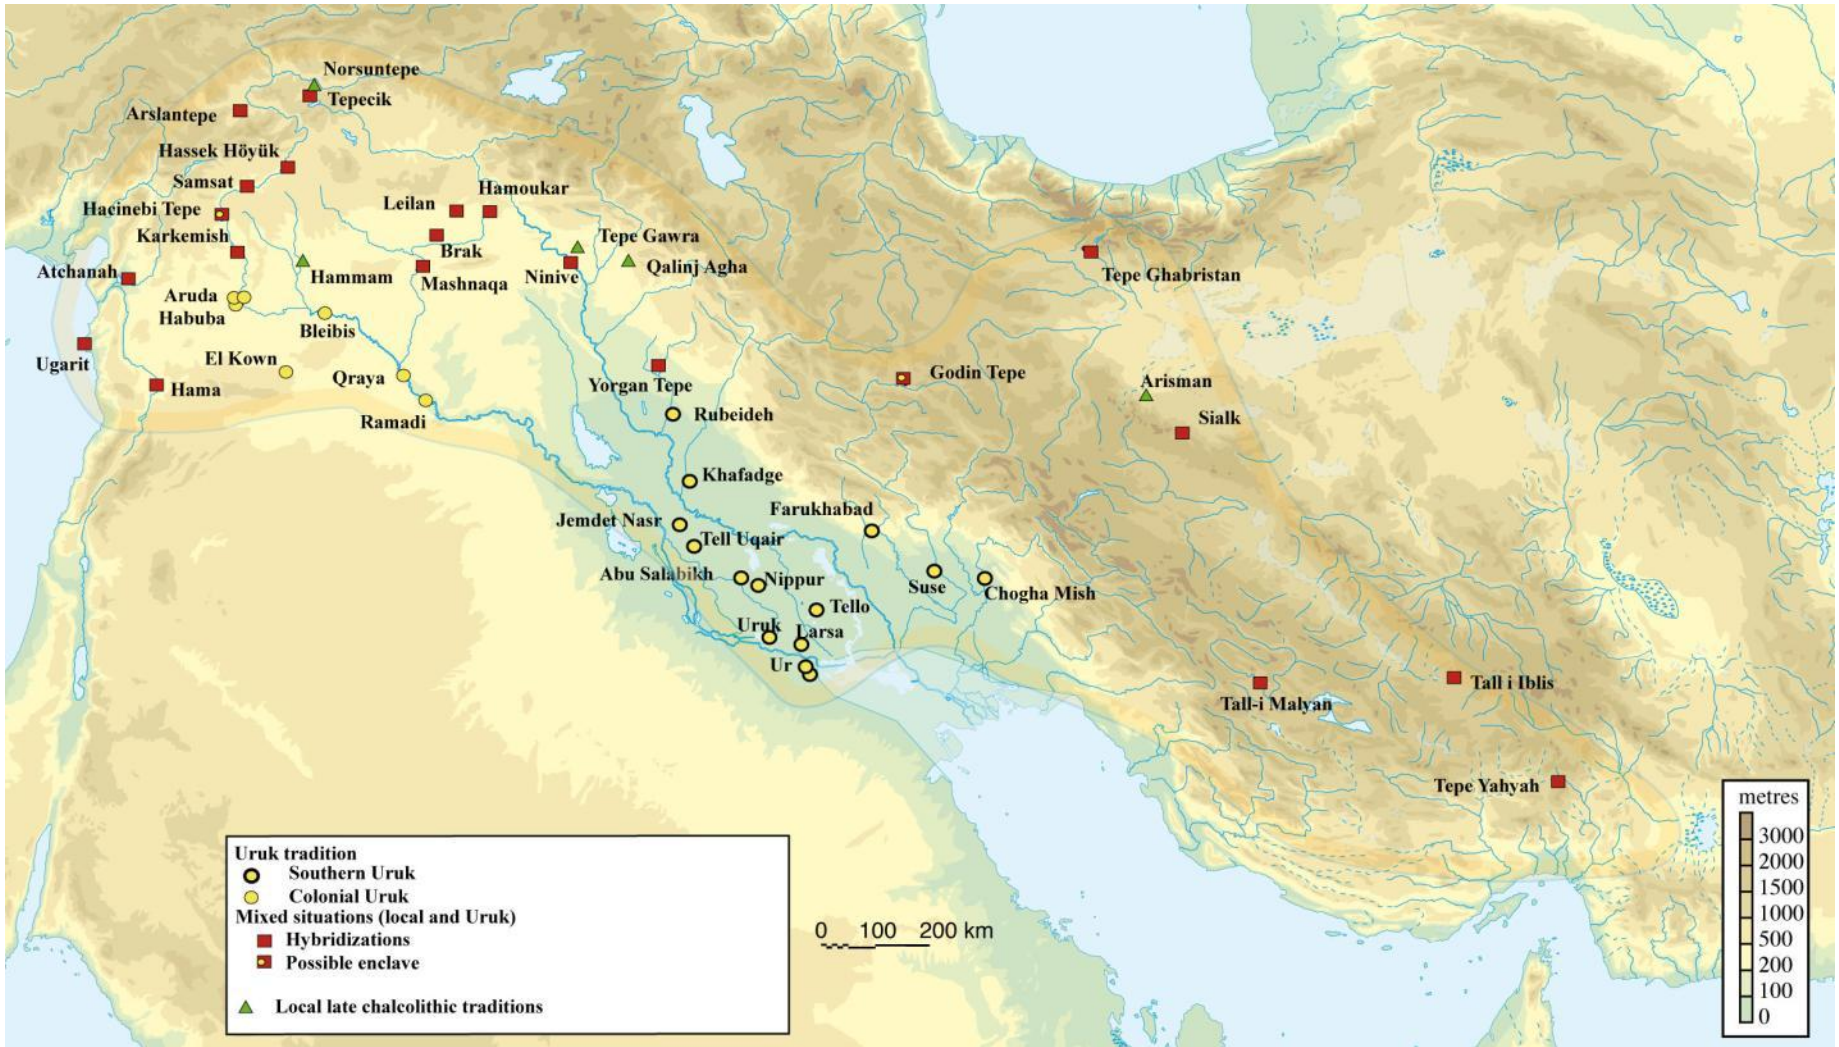 Norsuntepe
Tepecik
Arslantepe
Hassek Höyük
Samsat
Hacinebi Tepe
Karkemish
Atchanah
Hammam
Leilan
Hamoukar
Brak
Mashnaqa
Tepe Gawra
Ninive
Qalinj Agha
Tepe Ghabristan
Aruda
Habuba
Bleibis
El Kown
Ugarit
Hama
Qraya
Ramadi
Yorgan Tepe
Rubeideh
Godin Tepe
Arisman
Sialk
Khafadge
Jemdet Nasr
Tell Uqair
Farukhabad
Abu Salabikh
Nippur
Suse
Chogha Mish
Tello
Uruk
Larsa
Ur
Tall-i Malyan
Tall i Iblis
Tepe Yahyah
Uruk tradition
Southern Uruk
Colonial Uruk
Mixed situations (local and Uruk)
Hybridizations
Possible enclave
Local late chalcolithic traditions
0 100 200 km
metres
3000
2000
1500
1000
500
200
100
0